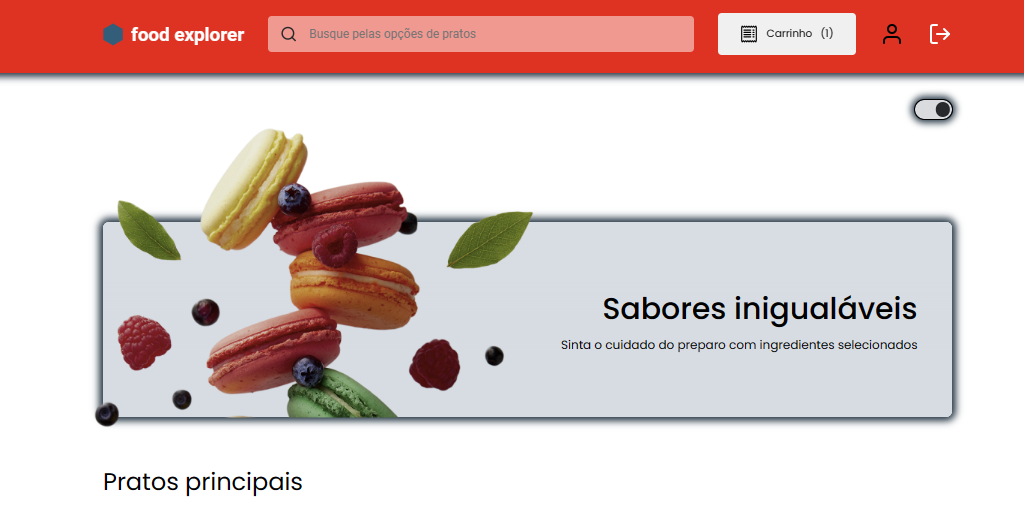 food explorer
Busque pelas opções de pratos
Carrinho (1)
Sabores inigualáveis
Sinta o cuidado do preparo com ingredientes selecionados
Pratos principais